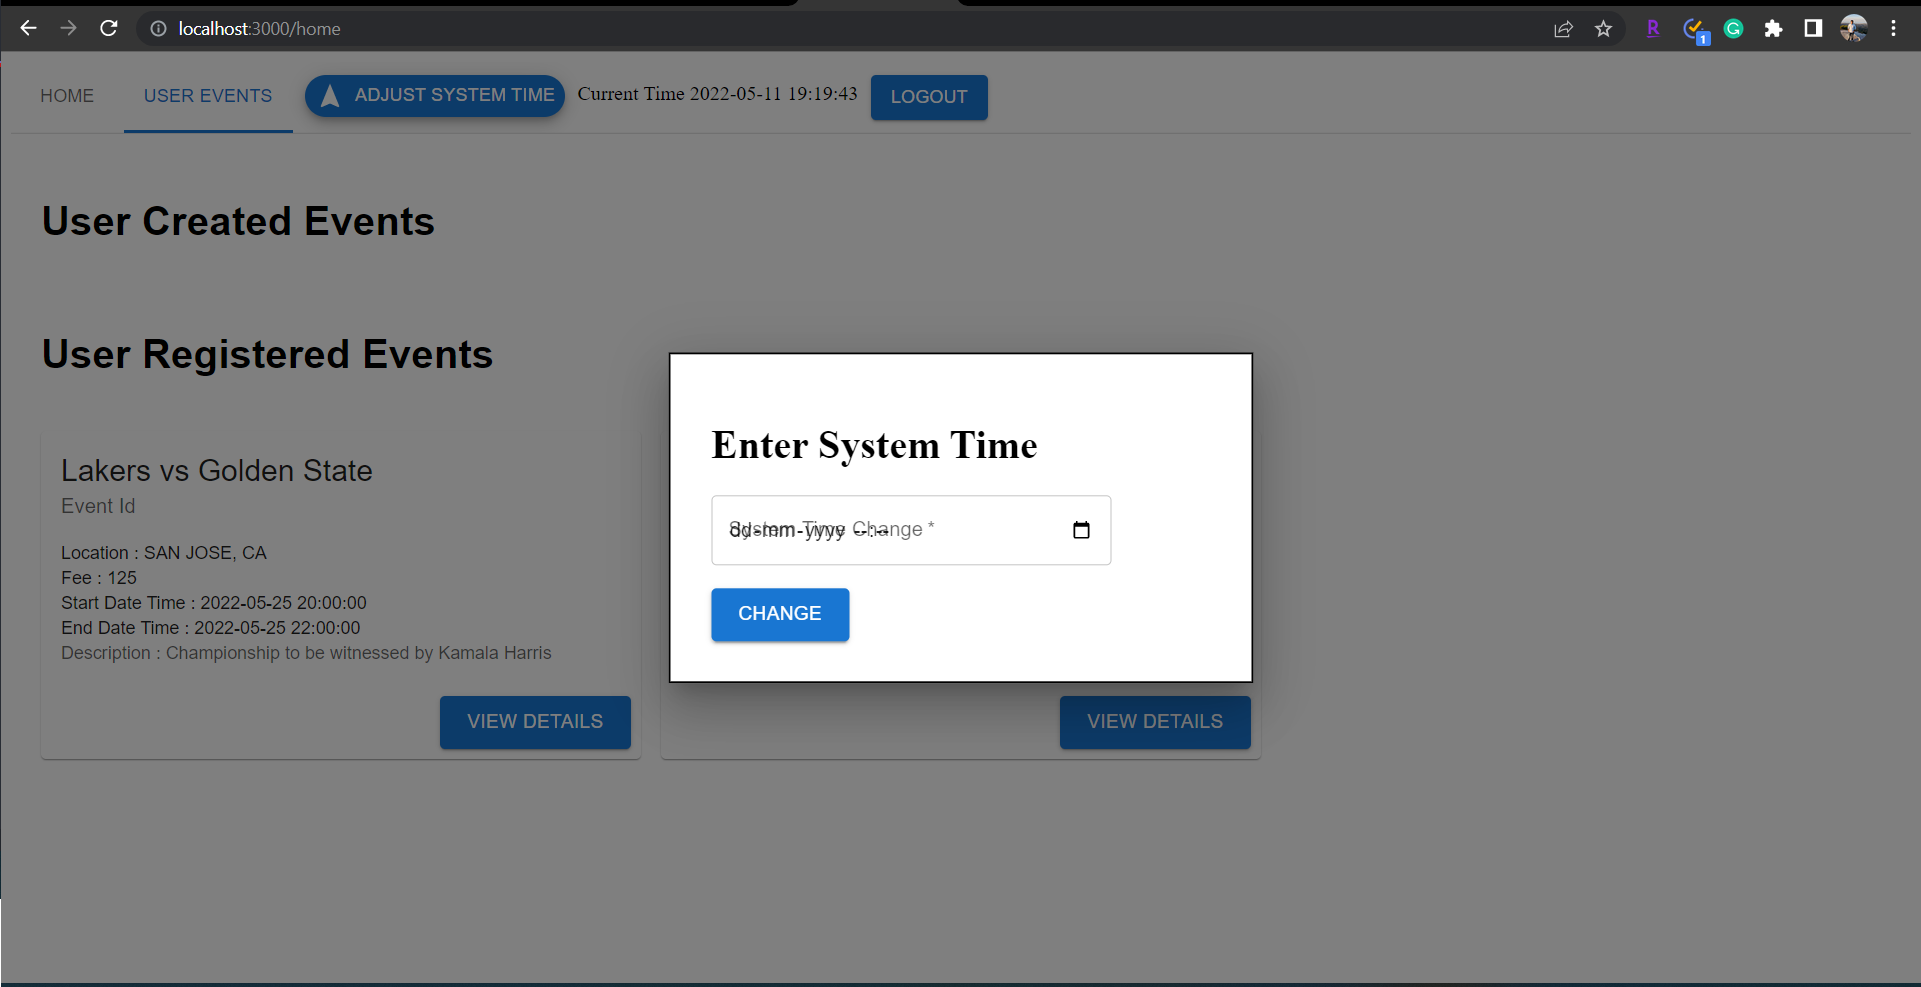 localhost:3000/home
R
1
G
HOME
USER EVENTS
ADJUST SYSTEM TIME
Current Time 2022-05-11 19:19:43
LOGOUT
User Created Events
User Registered Events
Lakers vs Golden State
Event Id
Location : SAN JOSE, CA
Fee : 125
Start Date Time : 2022-05-25 20:00:00
End Date Time : 2022-05-25 22:00:00
Description : Championship to be witnessed by Kamala Harris
VIEW DETAILS
Enter System Time
System Time Change *
dd-mm-yyyy --:--
CHANGE
VIEW DETAILS